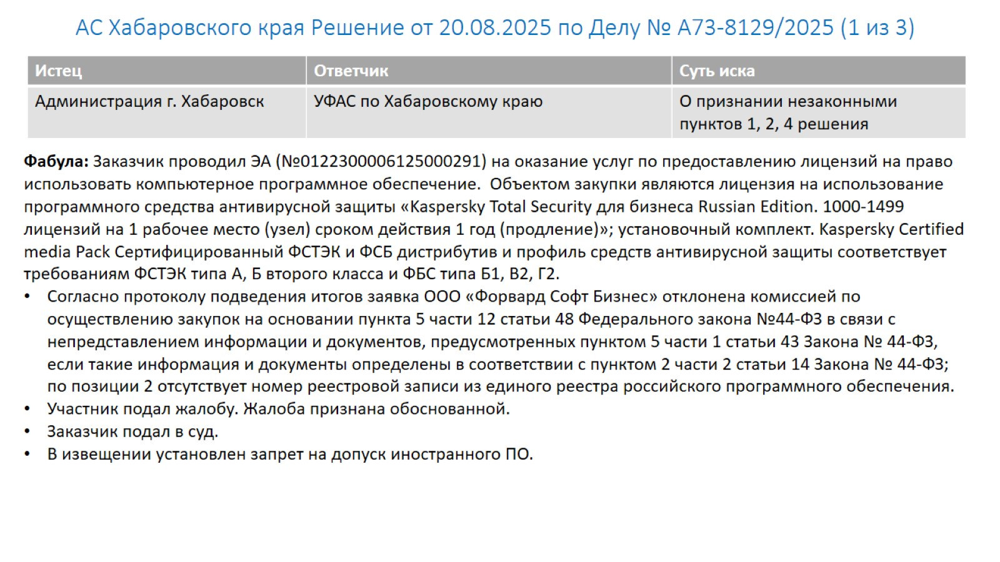 АС Хабаровского края Решение от 20.08.2025 по Делу № А73-8129/2025 (1 из 3)
Истец
Ответчик
Суть иска
Администрация г. Хабаровск
УФАС по Хабаровскому краю
О признании незаконными
пунктов 1, 2, 4 решения
Фабула: Заказчик проводил ЭА (№0122300006125000291) на оказание услуг по предоставлению лицензий на право
использовать компьютерное программное обеспечение. Объектом закупки являются лицензия на использование
программного средства антивирусной защиты «Kaspersky Total Security для бизнеса Russian Edition. 1000-1499
лицензий на 1 рабочее место (узел) сроком действия 1 год (продление)»; установочный комплект. Kaspersky Certified
media Pack Сертифицированный ФСТЭК и ФСБ дистрибутив и профиль средств антивирусной защиты соответствует
требованиям ФСТЭК типа А, Б второго класса и ФБС типа Б1, В2, Г2.
• Согласно протоколу подведения итогов заявка ООО «Форвард Софт Бизнес» отклонена комиссией по
осуществлению закупок на основании пункта 5 части 12 статьи 48 Федерального закона №44-ФЗ в связи с
непредставлением информации и документов, предусмотренных пунктом 5 части 1 статьи 43 Закона № 44-ФЗ,
если такие информация и документы определены в соответствии с пунктом 2 части 2 статьи 14 Закона № 44-ФЗ;
по позиции 2 отсутствует номер реестровой записи из единого реестра российского программного обеспечения.
• Участник подал жалобу. Жалоба признана обоснованной.
• Заказчик подал в суд.
• В извещении установлен запрет на допуск иностранного ПО.